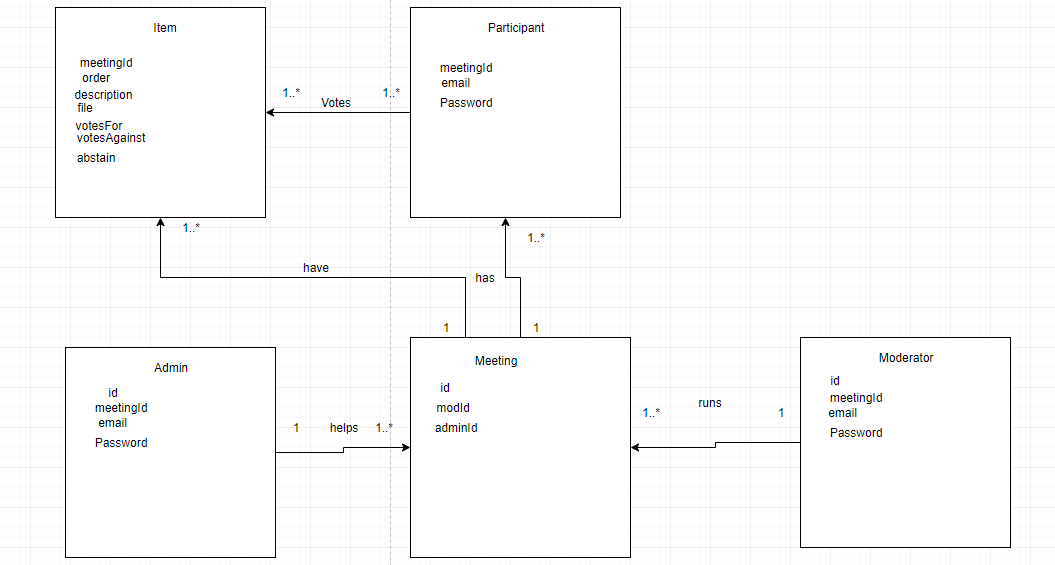 Item
meetingId
order
description
file
votesFor
votesAgainst
abstain
1..*
Votes
1..*
Participant
meetingId
email
Password
1..*
1..*
have
has
1
1
Admin
id
meetingId
email
Password
1
helps
1..*
Meeting
id
modId
adminId
1..*
runs
1
Moderator
id
meetingId
email
Password